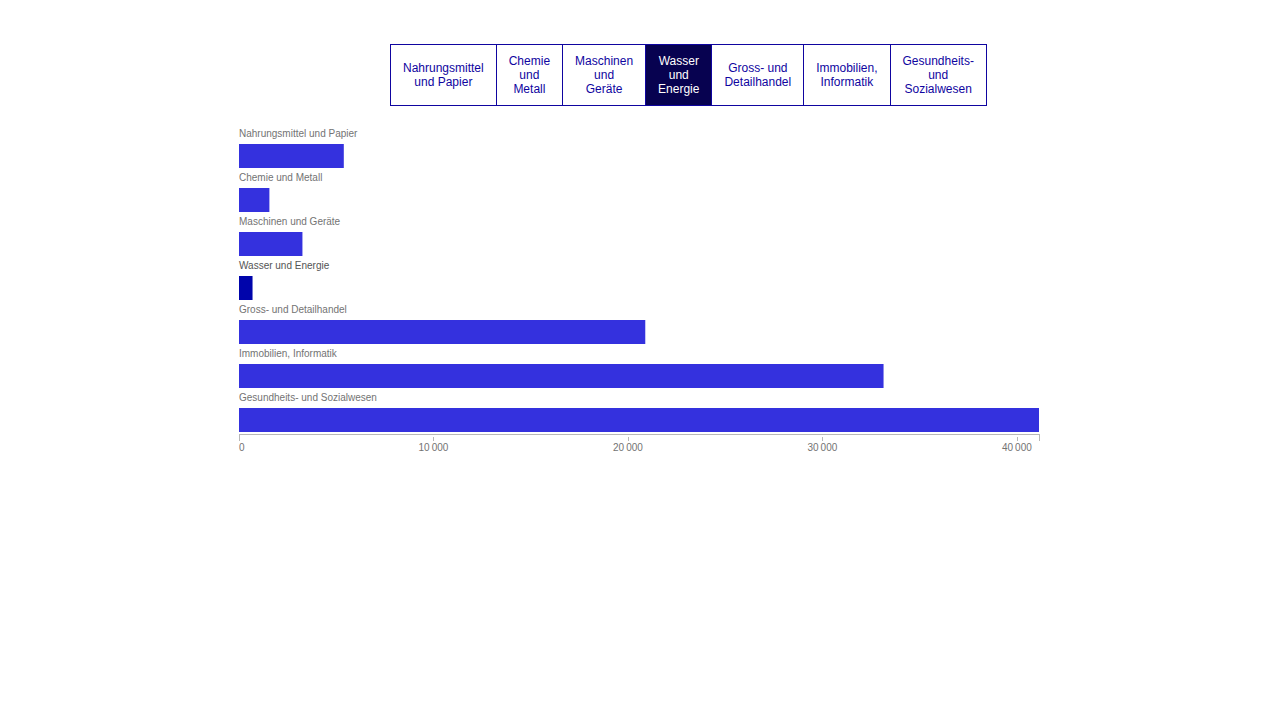 Nahrungsmittel
und Papier
Chemie
und
Metall
Maschinen
und
Geräte
Wasser
und
Energie
Gross- und
Detailhandel
Immobilien,
Informatik
Gesundheits-
und
Sozialwesen
Nahrungsmittel und Papier
Chemie und Metall
Maschinen und Geräte
Wasser und Energie
Gross- und Detailhandel
Immobilien, Informatik
Gesundheits- und Sozialwesen
0 10 000 20 000 30 000 40 000